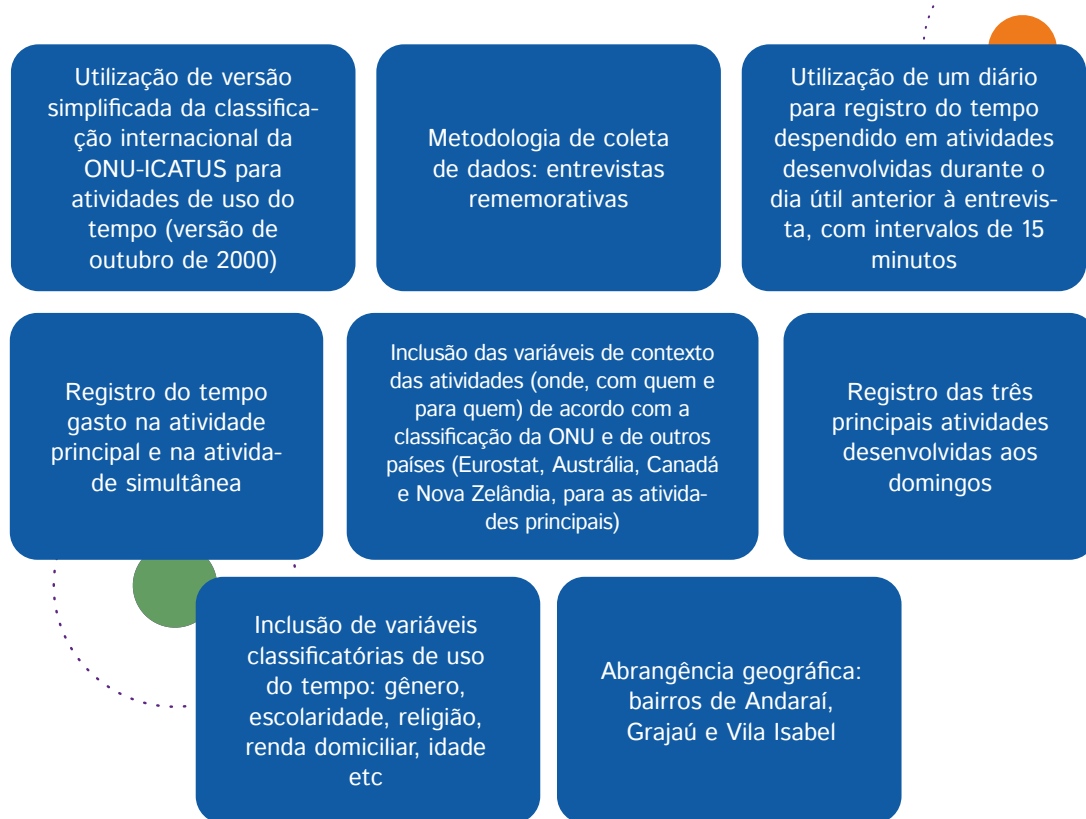 Utilização de versão
simplificada da classifica-
ção internacional da
ONU-ICATUS para
atividades de uso do
tempo (versão de
outubro de 2000)
Metodologia de coleta
de dados: entrevistas
rememorativas
Utilização de um diário
para registro do tempo
despendido em atividades
desenvolvidas durante o
dia útil anterior à entrevis-
ta, com intervalos de 15
minutos
Registro do tempo
gasto na atividade
principal e na ativida-
de simultânea
Inclusão das variáveis de contexto
das atividades (onde, com quem e
para quem) de acordo com a
classificação da ONU e de outros
países (Eurostat, Austrália, Canadá
e Nova Zelândia, para as ativida-
des principais)
Registro das três
principais atividades
desenvolvidas aos
domingos
Inclusão de variáveis
classificatórias de uso
do tempo: gênero,
escolaridade, religião,
renda domiciliar, idade
etc
Abrangência geográfica:
bairros de Andaraí,
Grajaú e Vila Isabel